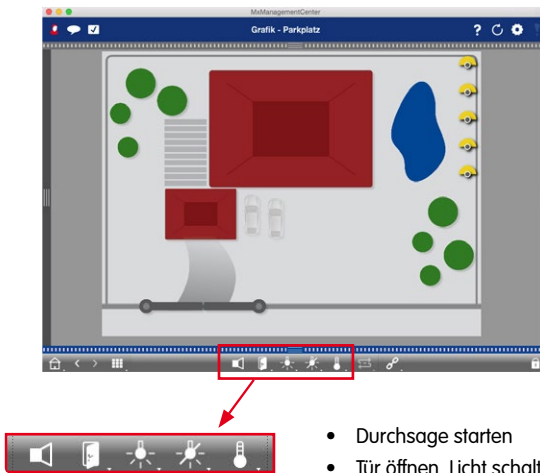 MxManagementCenter
Grafik - Parkplatz
• Durchsage starten
• Tür öffnen, Licht schalt